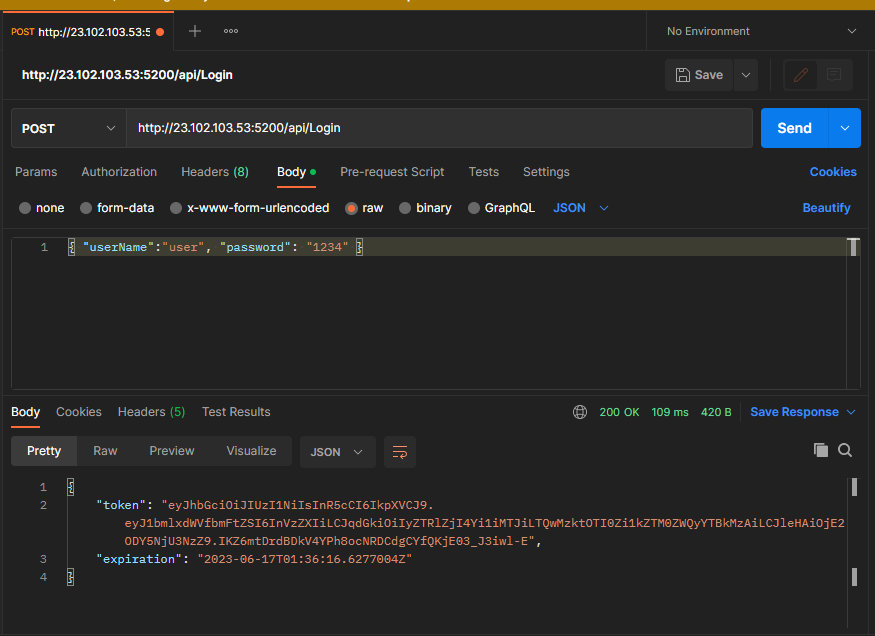 POST http://23.102.103.53:5
No Environment
http://23.102.103.53:5200/api/Login
Save
POST
http://23.102.103.53:5200/api/Login
Send
Params
Authorization
Headers (8)
Body
Pre-request Script
Tests
Settings
Cookies
none
form-data
x-www-form-urlencoded
raw
binary
GraphQL
JSON
Beautify
1 { "userName":"user", "password": "1234" }
Body
Cookies
Headers (5)
Test Results
200 OK
109 ms
420 B
Save Response
Pretty
Raw
Preview
Visualize
JSON
1 {
2 "token": "eyJhbGciOiJIUzI1NiIsInR5cCI6IkpXVCJ9.
eyJ1bmlxdWVfbmFtZSI6InVzZXIiLCJqdGkiOiIyZTRlZjI4Yi1iMTJiLTQwMzktOTI0Zi1kZTM0ZWQyYTBkMzAiLCJleHAiOjE2
ODY5NjU3NzZ9.IKZ6mtDrdBDkV4YPh8ocNRDCdgCYfQKjE03_J3iwl-E",
3 "expiration": "2023-06-17T01:36:16.6277004Z"
4 }